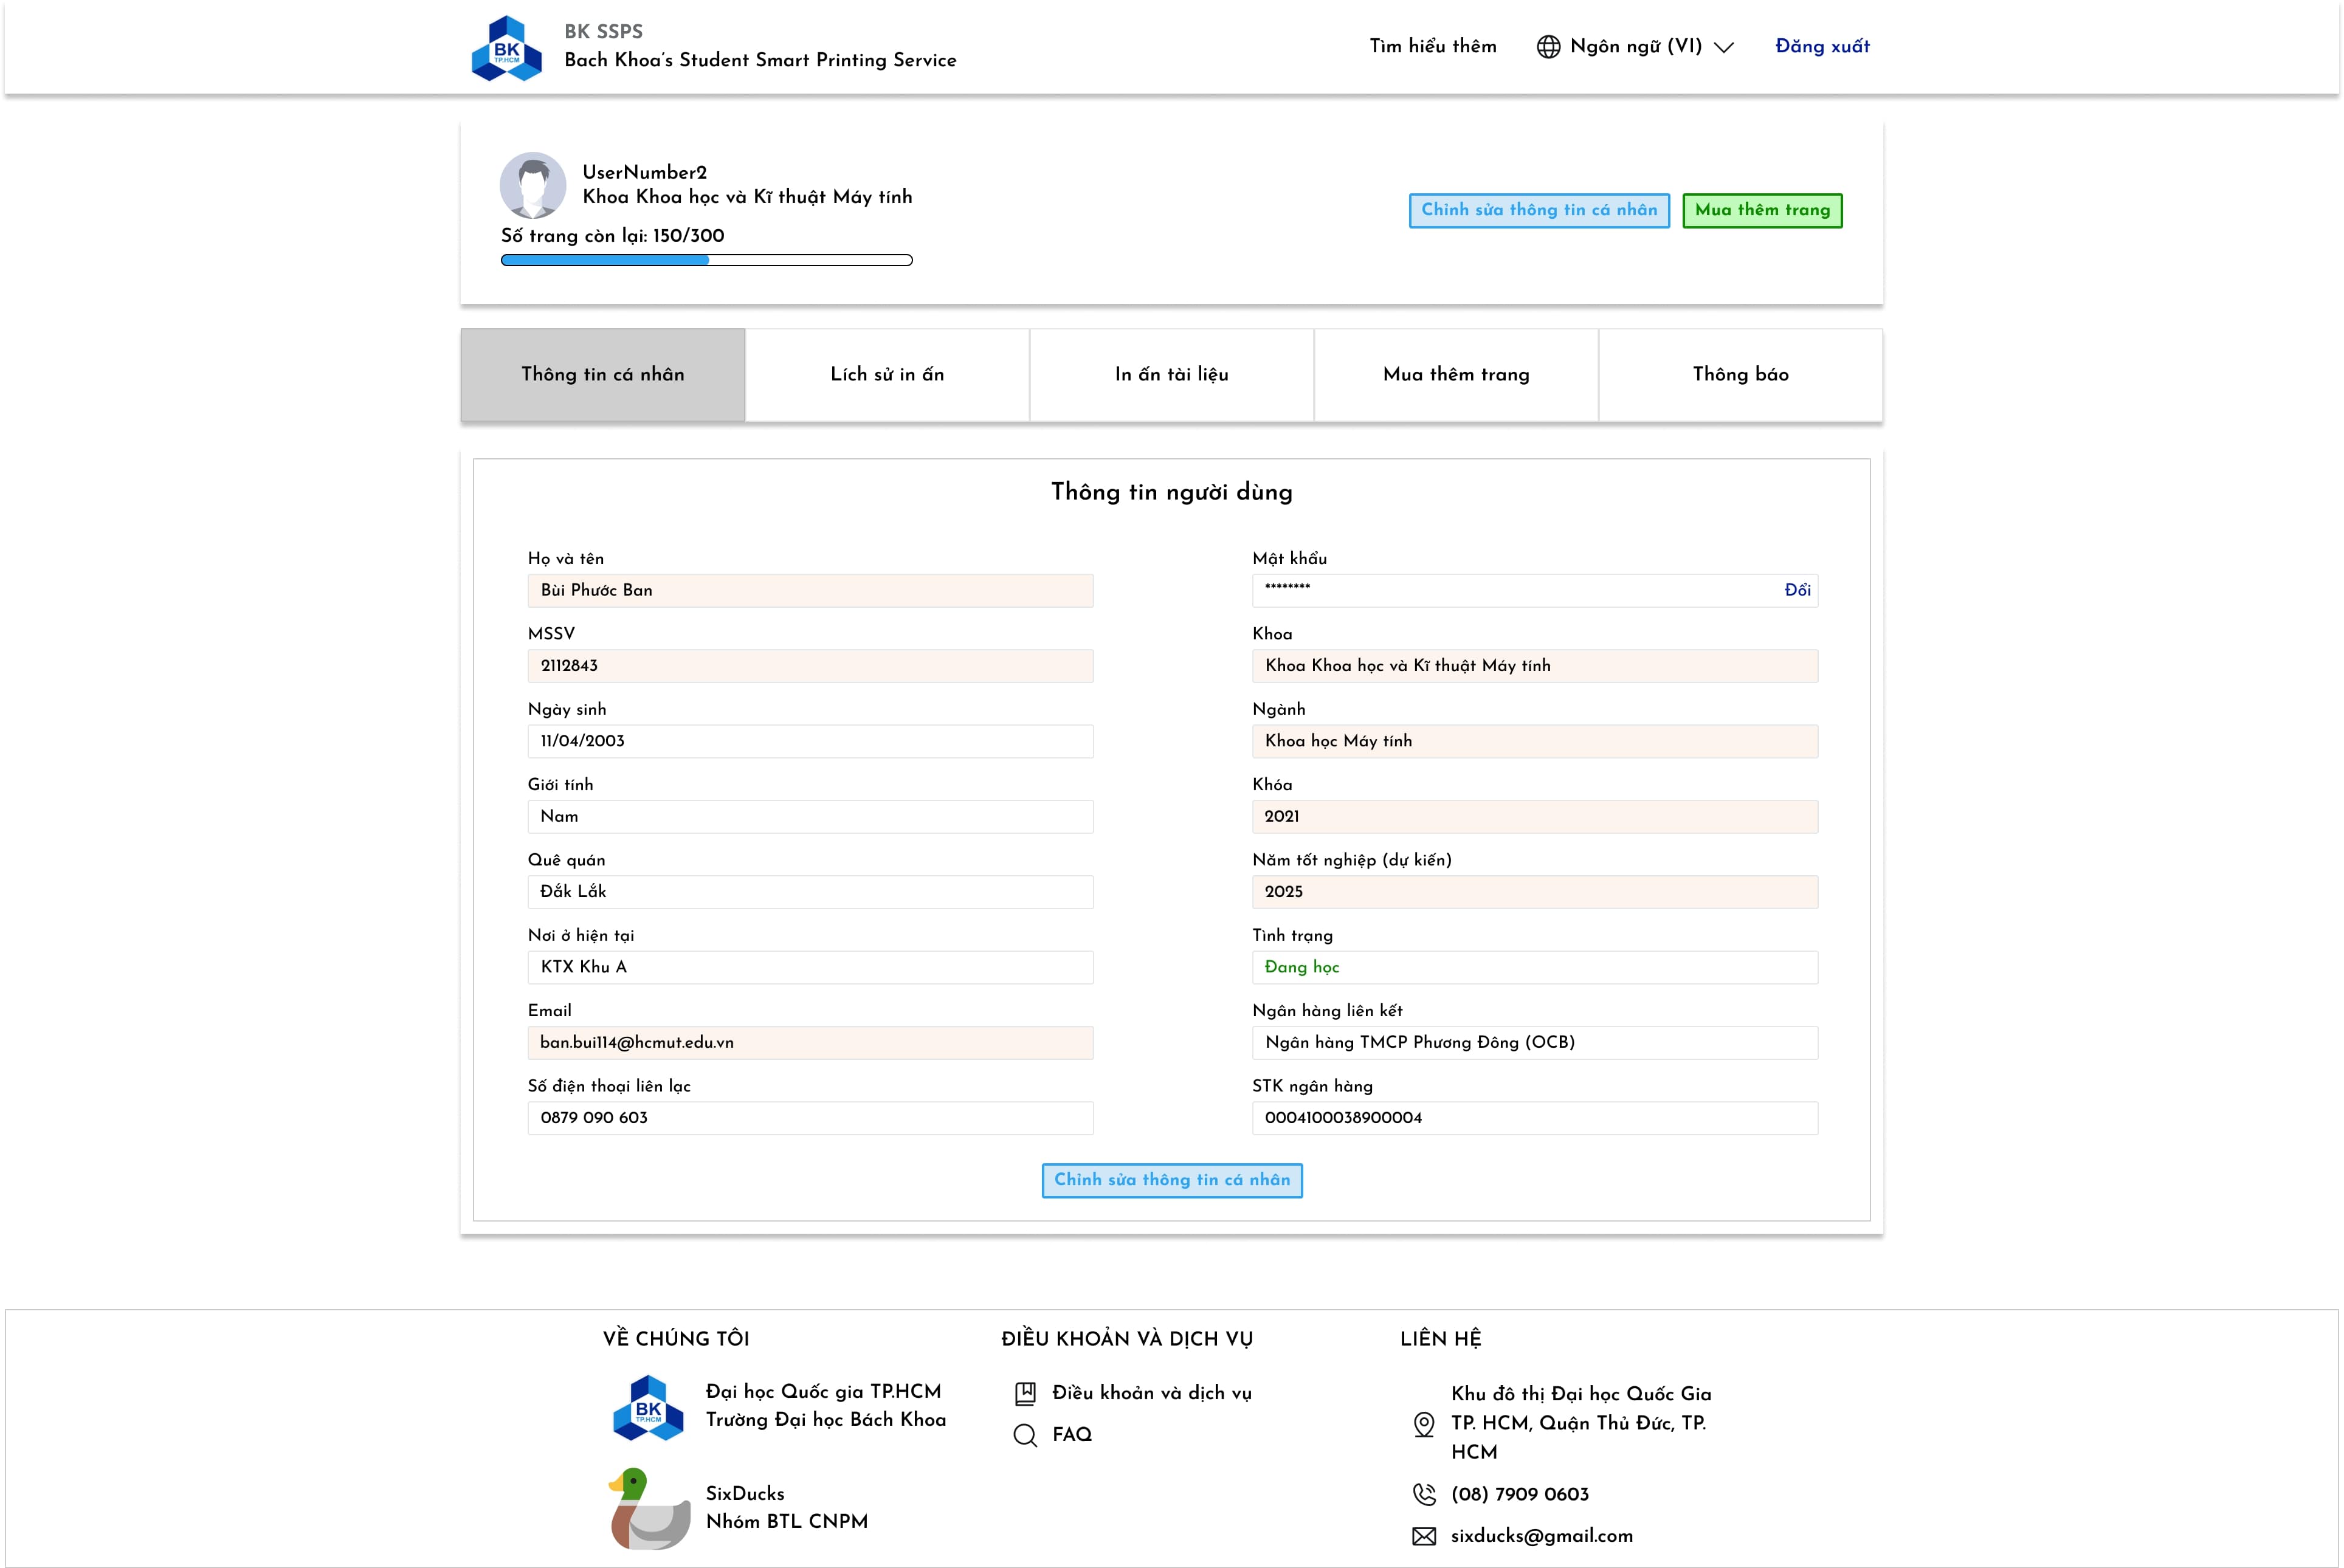 BK
TP.HCM
BK SSPS
Bach Khoa's Student Smart Printing Service
Tìm hiểu thêm
Ngôn ngữ (VI)
Đăng xuất
UserNumber2
Khoa Khoa học và Kĩ thuật Máy tính
Số trang còn lại: 150/300
Chỉnh sửa thông tin cá nhân
Mua thêm trang
Thông tin cá nhân
Lích sử in ấn
In ấn tài liệu
Mua thêm trang
Thông báo
Thông tin người dùng
Họ và tên
Bùi Phước Ban
MSSV
2112843
Ngày sinh
11/04/2003
Giới tính
Nam
Quê quán
Đắk Lắk
Nơi ở hiện tại
KTX Khu A
Email
ban.bui114@hcmut.edu.vn
Số điện thoại liên lạc
0879 090 603
Mật khẩu
********
Đổi
Khoa
Khoa Khoa học và Kĩ thuật Máy tính
Ngành
Khoa học Máy tính
Khóa
2021
Năm tốt nghiệp (dự kiến)
2025
Tình trạng
Đang học
Ngân hàng liên kết
Ngân hàng TMCP Phương Đông (OCB)
STK ngân hàng
0004100038900004
Chỉnh sửa thông tin cá nhân
VỀ CHÚNG TÔI
BK
TP.HCM
Đại học Quốc gia TP.HCM
Trường Đại học Bách Khoa
SixDucks
Nhóm BTL CNPM
ĐIỀU KHOẢN VÀ DỊCH VỤ
Điều khoản và dịch vụ
FAQ
LIÊN HỆ
Khu đô thị Đại học Quốc Gia
TP. HCM, Quận Thủ Đức, TP.
HCM
(08) 7909 0603
sixducks@gmail.com